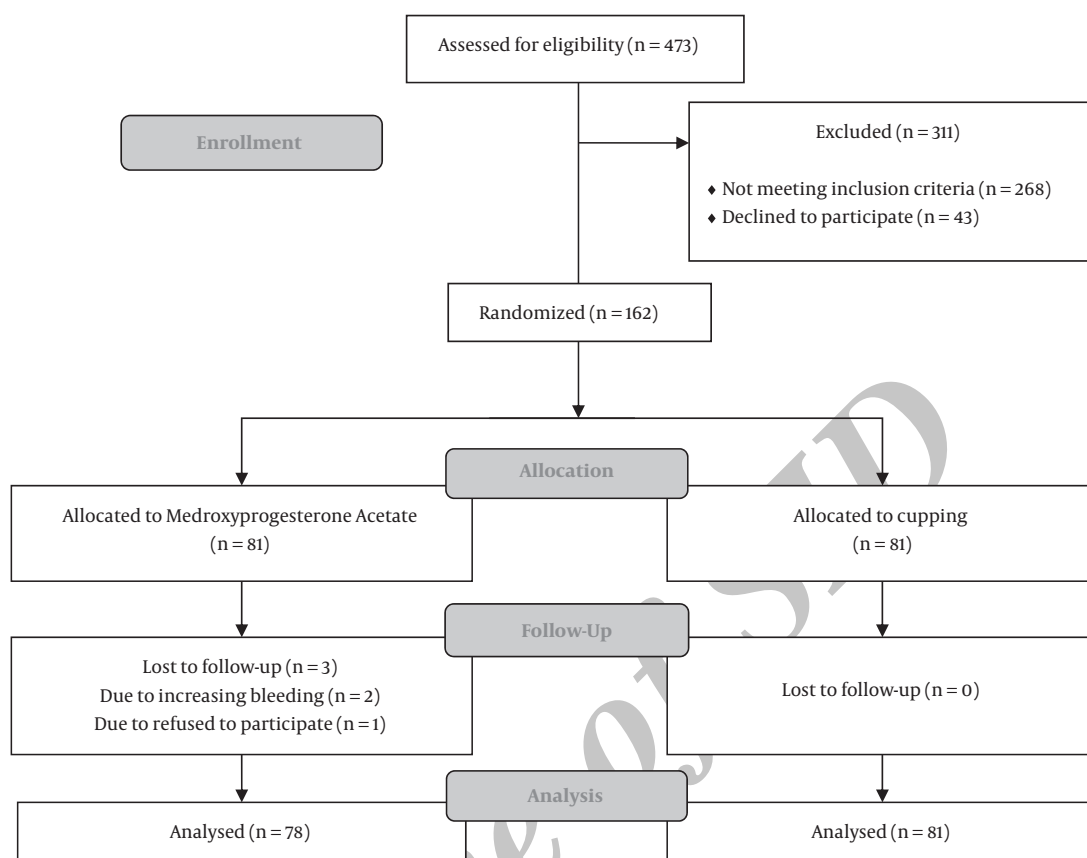 Assessed for eligibility (n = 473)
Enrollment
Excluded (n = 311)
♦ Not meeting inclusion criteria (n = 268)
♦ Declined to participate (n = 43)
Randomized (n = 162)
Allocation
Allocated to Medroxyprogesterone Acetate
(n = 81)
Allocated to cupping
(n = 81)
Follow-Up
Lost to follow-up (n = 3)
Due to increasing bleeding (n = 2)
Due to refused to participate (n = 1)
Lost to follow-up (n = 0)
Analysis
Analysed (n = 78)
Analysed (n = 81)
of SID